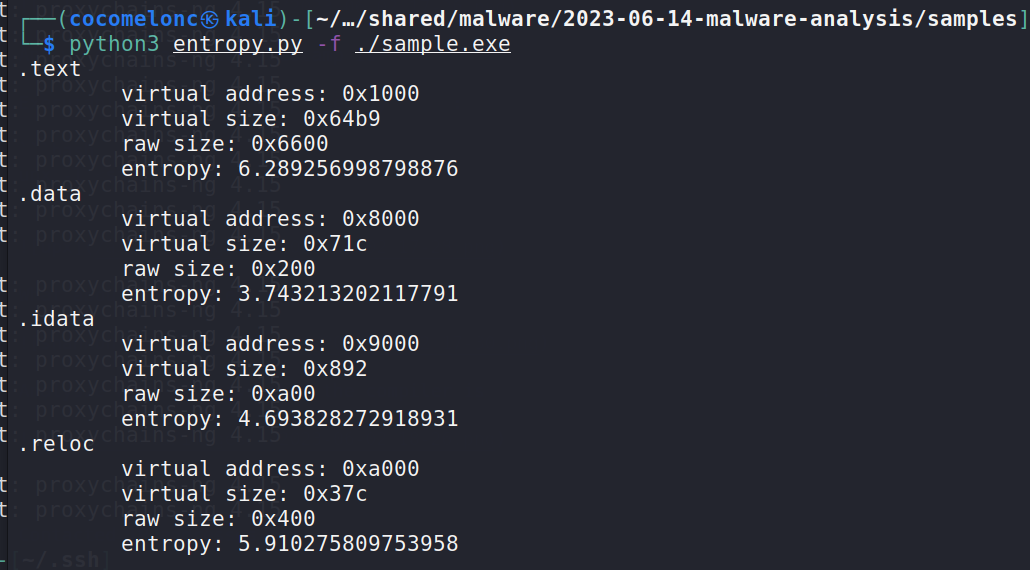 ┌──(cocomelonc㉿kali)-[~/…/shared/malware/2023-06-14-malware-analysis/samples]
└─$ python3 entropy.py -f ./sample.exe
.text
virtual address: 0x1000
virtual size: 0x64b9
raw size: 0x6600
entropy: 6.289256998798876
.data
virtual address: 0x8000
virtual size: 0x71c
raw size: 0x200
entropy: 3.743213202117791
.idata
virtual address: 0x9000
virtual size: 0x892
raw size: 0xa00
entropy: 4.693828272918931
.reloc
virtual address: 0xa000
virtual size: 0x37c
raw size: 0x400
entropy: 5.910275809753958